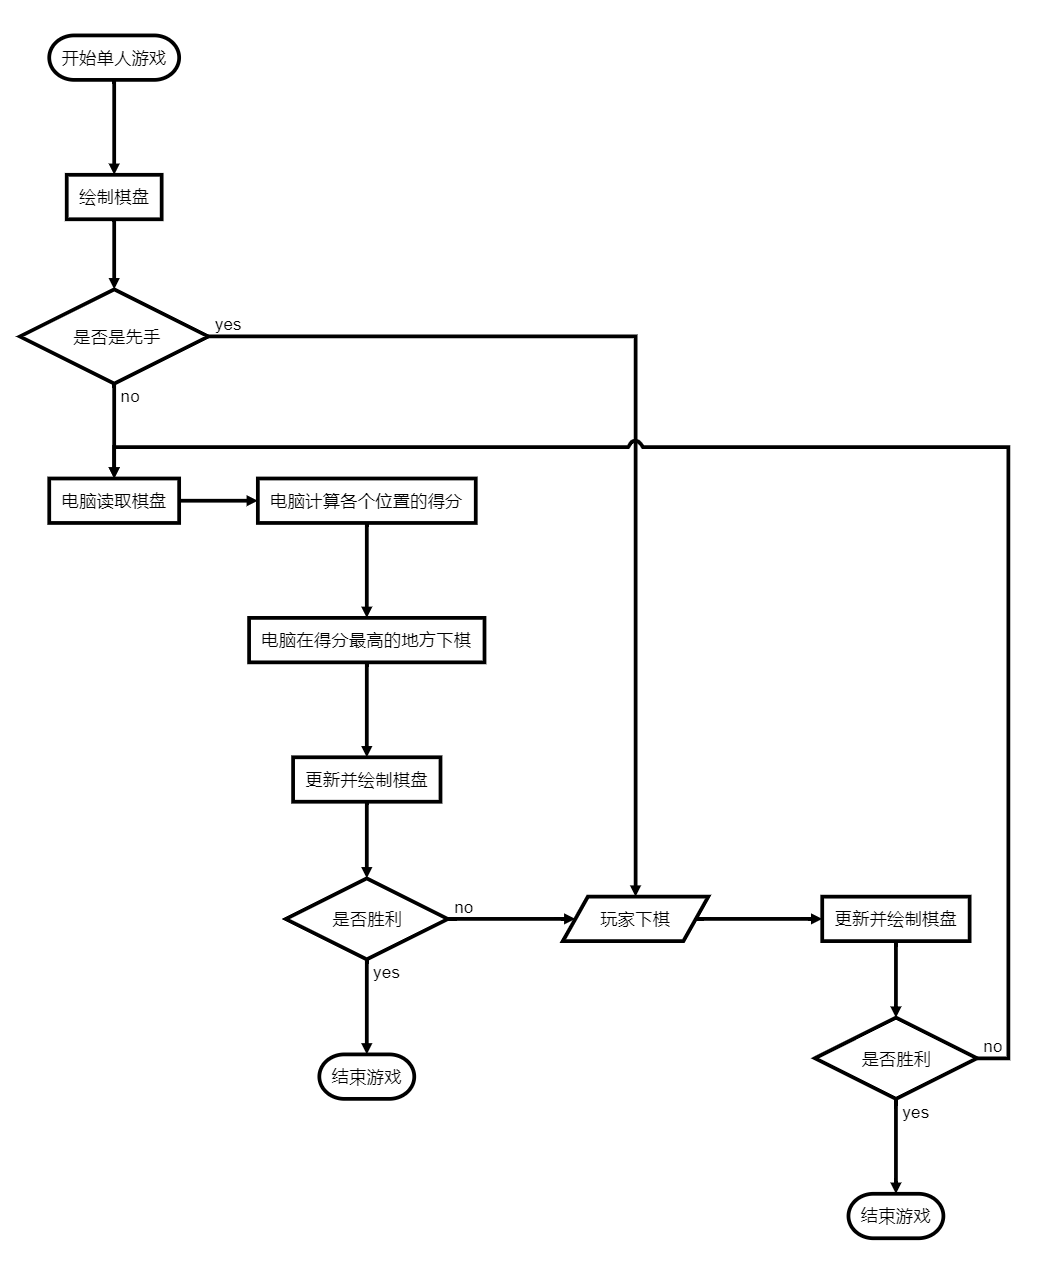 开始单人游戏
绘制棋盘
是否是先手
yes
no
电脑读取棋盘
电脑计算各个位置的得分
电脑在得分最高的地方下棋
更新并绘制棋盘
是否胜利
no
玩家下棋
更新并绘制棋盘
yes
结束游戏
是否胜利
no
yes
结束游戏